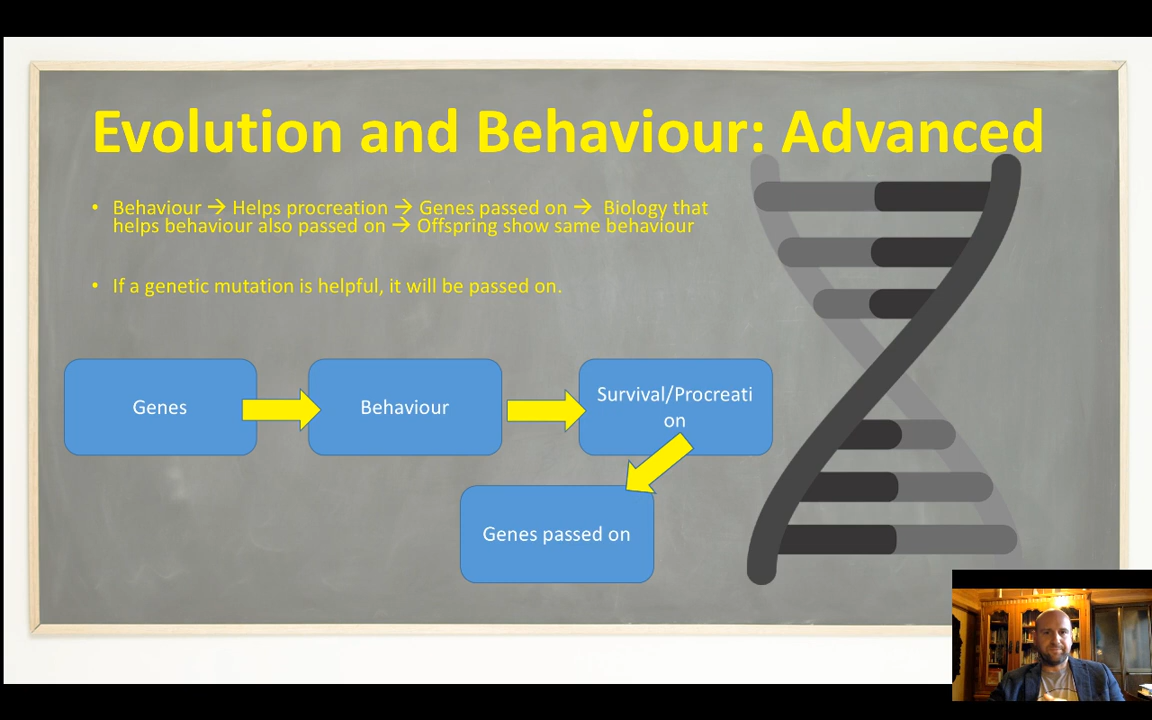 Evolution and Behaviour: Advanced
• Behaviour → Helps procreation → Genes passed on → Biology that
helps behaviour also passed on → Offspring show same behaviour
• If a genetic mutation is helpful, it will be passed on.
Genes
Behaviour
Survival/Procreati
on
Genes passed on